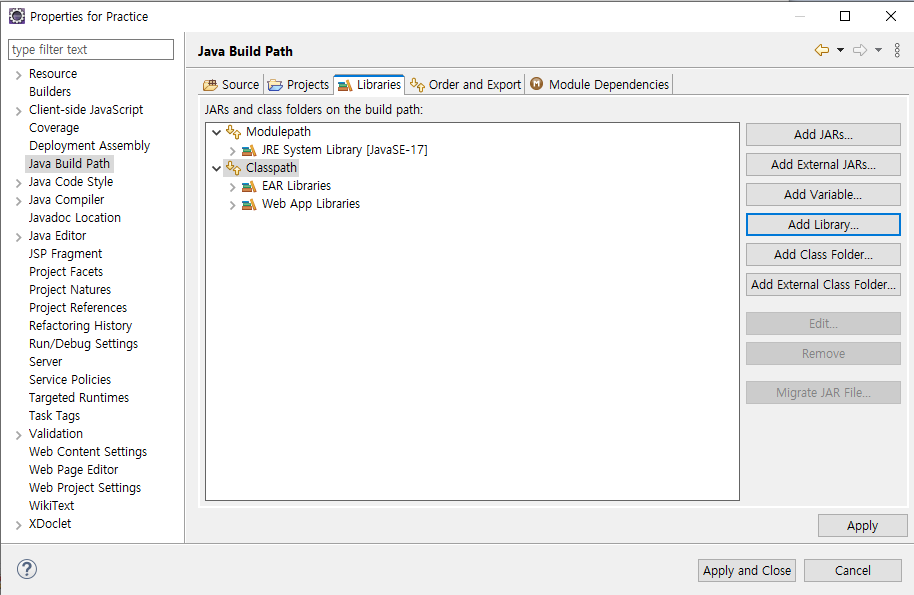 Properties for Practice
type filter text
Resource
Builders
Client-side JavaScript
Coverage
Deployment Assembly
Java Build Path
Java Code Style
Java Compiler
Javadoc Location
Java Editor
JSP Fragment
Project Facets
Project Natures
Project References
Refactoring History
Run/Debug Settings
Server
Service Policies
Targeted Runtimes
Task Tags
Validation
Web Content Settings
Web Page Editor
Web Project Settings
WikiText
XDoclet
Java Build Path
Source Projects Libraries Order and Export Module Dependencies
JARs and class folders on the build path:
Modulepath
JRE System Library [JavaSE-17]
Classpath
EAR Libraries
Web App Libraries
Add JARs...
Add External JARs...
Add Variable...
Add Library...
Add Class Folder...
Add External Class Folder...
Edit...
Remove
Migrate JAR File...
Apply
Apply and Close Cancel